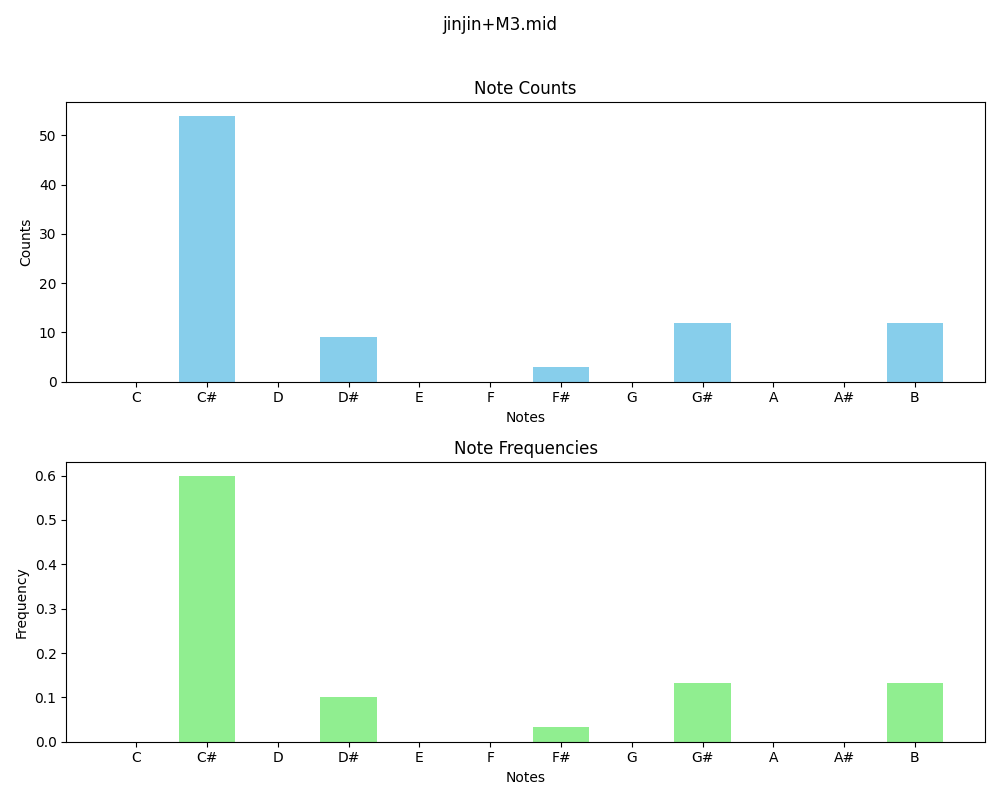 jinjin+M3.mid
Note Counts
50
40
30
20
10
0
Counts
C C# D D# E F F# G G# A A# B
Notes
Note Frequencies
0.6
0.5
0.4
0.3
0.2
0.1
0.0
Frequency
C C# D D# E F F# G G# A A# B
Notes